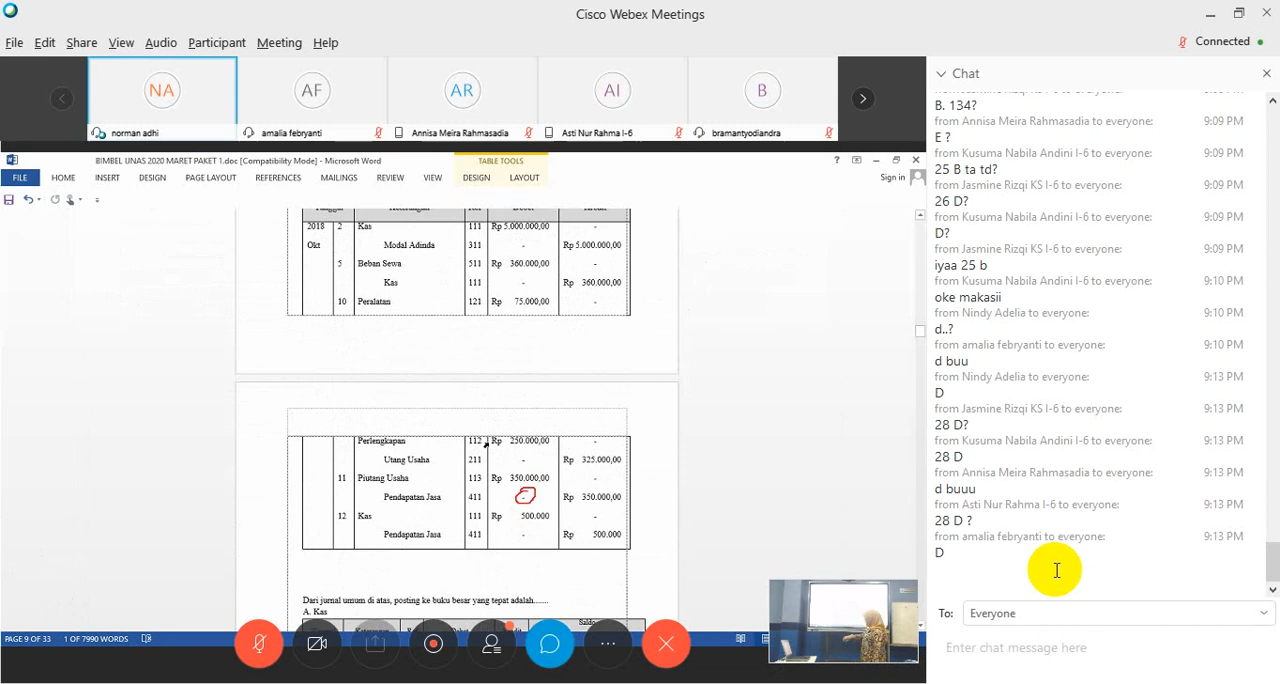 Cisco Webex Meetings
File Edit Share View Audio Participant Meeting Help
Connected
NA
AF
AR
AI
B
norman adhi
amalia febryanti
Annisa Meira Rahmasadia
Asti Nur Rahma I-6
bramantyodiandra
BIMBEL UNAS 2020 MARET PAKET 1.doc [Compatibility Mode] - Microsoft Word
TABLE TOOLS
FILE HOME INSERT DESIGN PAGE LAYOUT REFERENCES MAILINGS REVIEW VIEW DESIGN LAYOUT
Sign in
2018 2 Kas 111 Rp 5.000.000,00 -
Okt Modal Adinda 311 - Rp 5.000.000,00
5 Beban Sewa 511 Rp 360.000,00 -
Kas 111 - Rp 360.000,00
10 Peralatan 121 Rp 75.000,00 -
Perlengkapan 112 Rp 250.000,00 -
Utang Usaha 211 - Rp 325.000,00
11 Piutang Usaha 113 Rp 350.000,00 -
Pendapatan Jasa 411 - Rp 350.000,00
12 Kas 111 Rp 500.000 -
Pendapatan Jasa 411 - Rp 500.000
Dari jurnal umum di atas, posting ke buku besar yang tepat adalah.......
A. Kas
Saldo
PAGE 9 OF 33 1 OF 7990 WORDS
Chat
B. 134?
from Annisa Meira Rahmasadia to everyone: 9:09 PM
E ?
from Kusuma Nabila Andini I-6 to everyone: 9:09 PM
25 B ta td?
from Jasmine Rizqi KS I-6 to everyone: 9:09 PM
26 D?
from Kusuma Nabila Andini I-6 to everyone: 9:09 PM
D?
from Jasmine Rizqi KS I-6 to everyone: 9:09 PM
iyaa 25 b
from Kusuma Nabila Andini I-6 to everyone: 9:10 PM
oke makasii
from Nindy Adelia to everyone: 9:10 PM
d..?
from amalia febryanti to everyone: 9:10 PM
d buu
from Nindy Adelia to everyone: 9:13 PM
D
from Jasmine Rizqi KS I-6 to everyone: 9:13 PM
28 D?
from Kusuma Nabila Andini I-6 to everyone: 9:13 PM
28 D
from Annisa Meira Rahmasadia to everyone: 9:13 PM
d buuu
from Asti Nur Rahma I-6 to everyone: 9:13 PM
28 D ?
from amalia febryanti to everyone: 9:13 PM
D
To: Everyone
Enter chat message here